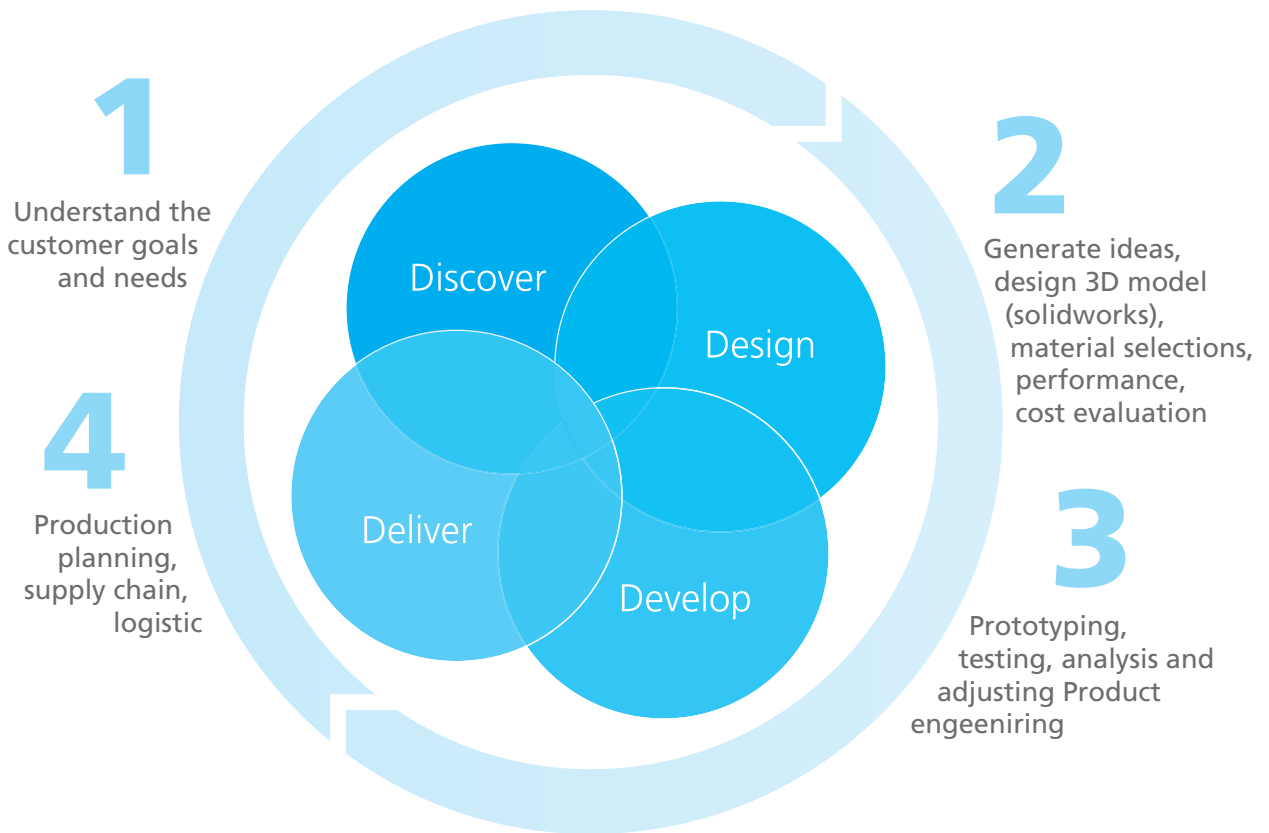 1
Understand the
customer goals
and needs
2
Generate ideas,
design 3D model
(solidworks),
material selections,
performance,
cost evaluation
3
Prototyping,
testing, analysis and
adjusting Product
engeeniring
4
Production
planning,
supply chain,
logistic
Discover
Design
Develop
Deliver